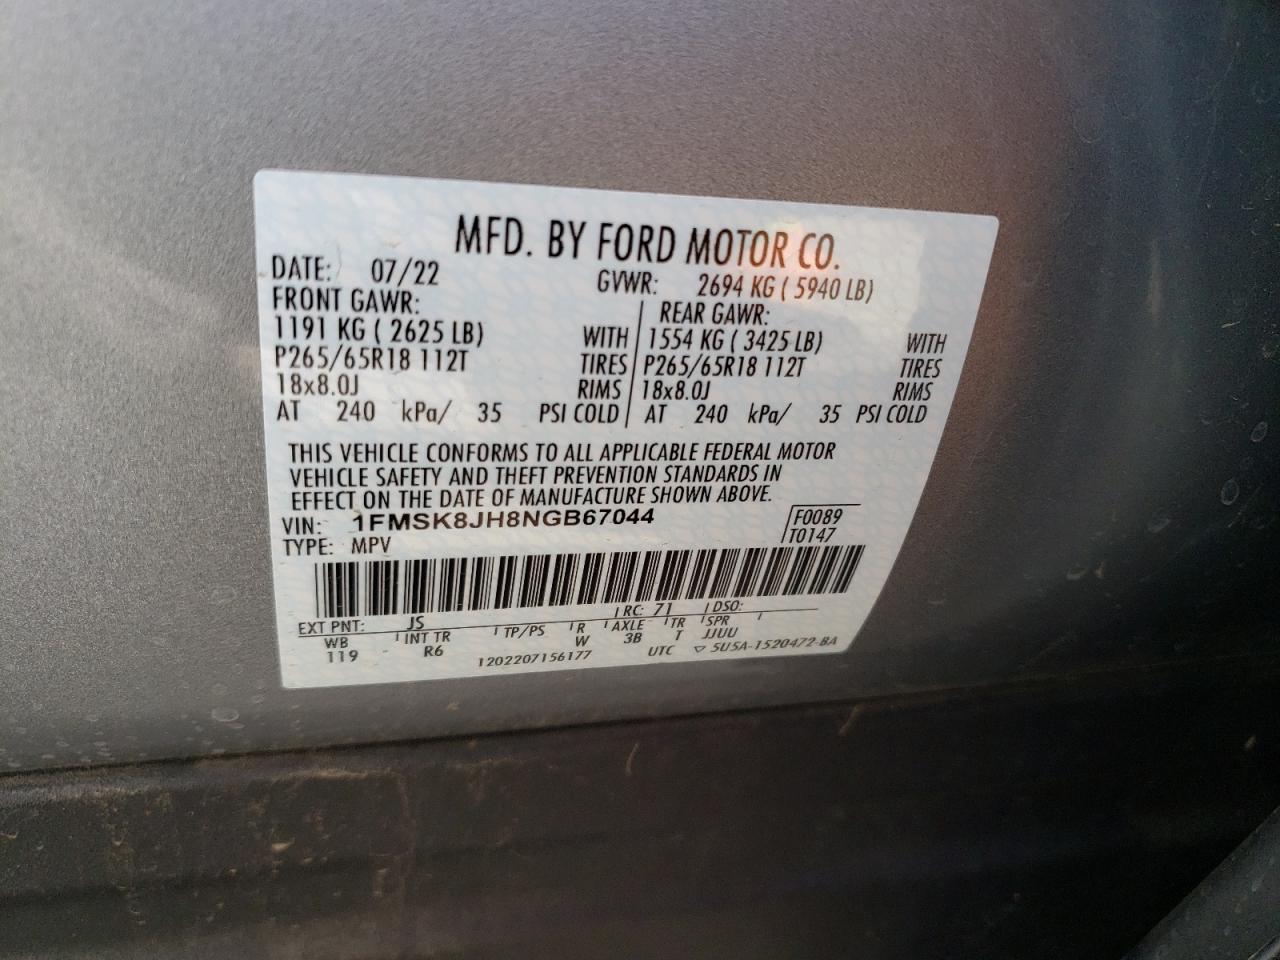 MFD. BY FORD MOTOR CO.
DATE: 07/22 GVWR: 2694 KG ( 5940 LB)
FRONT GAWR: REAR GAWR:
1191 KG ( 2625 LB) WITH 1554 KG ( 3425 LB) WITH
P265/65R18 112T TIRES P265/65R18 112T TIRES
18x8.0J RIMS 18x8.0J RIMS
AT 240 kPa/ 35 PSI COLD AT 240 kPa/ 35 PSI COLD
THIS VEHICLE CONFORMS TO ALL APPLICABLE FEDERAL MOTOR
VEHICLE SAFETY AND THEFT PREVENTION STANDARDS IN
EFFECT ON THE DATE OF MANUFACTURE SHOWN ABOVE.
VIN: 1FMSK8JH8NGB67044 F0089
TYPE: MPV T0147
EXT PNT: JS RC: 71 DSO:
WB INT TR TP/PS R AXLE TR SPR
119 R6 W 3B T JJUU
1202207156177 UTC ▽ 5U5A-1520472-BA